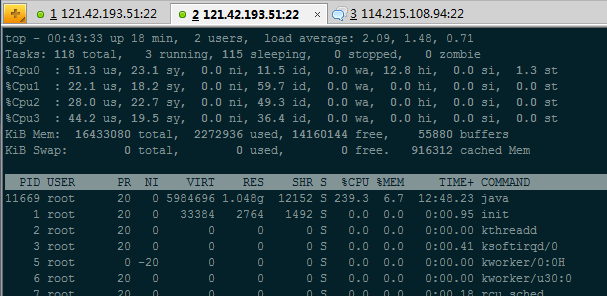 1 121.42.193.51:22 2 121.42.193.51:22 × 3 114.215.108.94:22
top - 00:43:33 up 18 min, 2 users, load average: 2.09, 1.48, 0.71
Tasks: 118 total, 3 running, 115 sleeping, 0 stopped, 0 zombie
%Cpu0 : 51.3 us, 23.1 sy, 0.0 ni, 11.5 id, 0.0 wa, 12.8 hi, 0.0 si, 1.3 st
%Cpu1 : 22.1 us, 18.2 sy, 0.0 ni, 59.7 id, 0.0 wa, 0.0 hi, 0.0 si, 0.0 st
%Cpu2 : 28.0 us, 22.7 sy, 0.0 ni, 49.3 id, 0.0 wa, 0.0 hi, 0.0 si, 0.0 st
%Cpu3 : 44.2 us, 19.5 sy, 0.0 ni, 36.4 id, 0.0 wa, 0.0 hi, 0.0 si, 0.0 st
KiB Mem: 16433080 total, 2272936 used, 14160144 free, 55880 buffers
KiB Swap: 0 total, 0 used, 0 free. 916312 cached Mem
PID USER PR NI VIRT RES SHR S %CPU %MEM TIME+ COMMAND
11669 root 20 0 5984696 1.048g 12152 S 239.3 6.7 12:48.23 java
1 root 20 0 33384 2764 1492 S 0.0 0.0 0:00.95 init
2 root 20 0 0 0 0 S 0.0 0.0 0:00.00 kthreadd
3 root 20 0 0 0 0 S 0.0 0.0 0:00.41 ksoftirqd/0
5 root 0 -20 0 0 0 S 0.0 0.0 0:00.00 kworker/0:0H
6 root 20 0 0 0 0 S 0.0 0.0 0:00.00 kworker/u30:0
7 root 20 0 0 0 0 S 0.0 0.0 0:00.18 rcu_sched